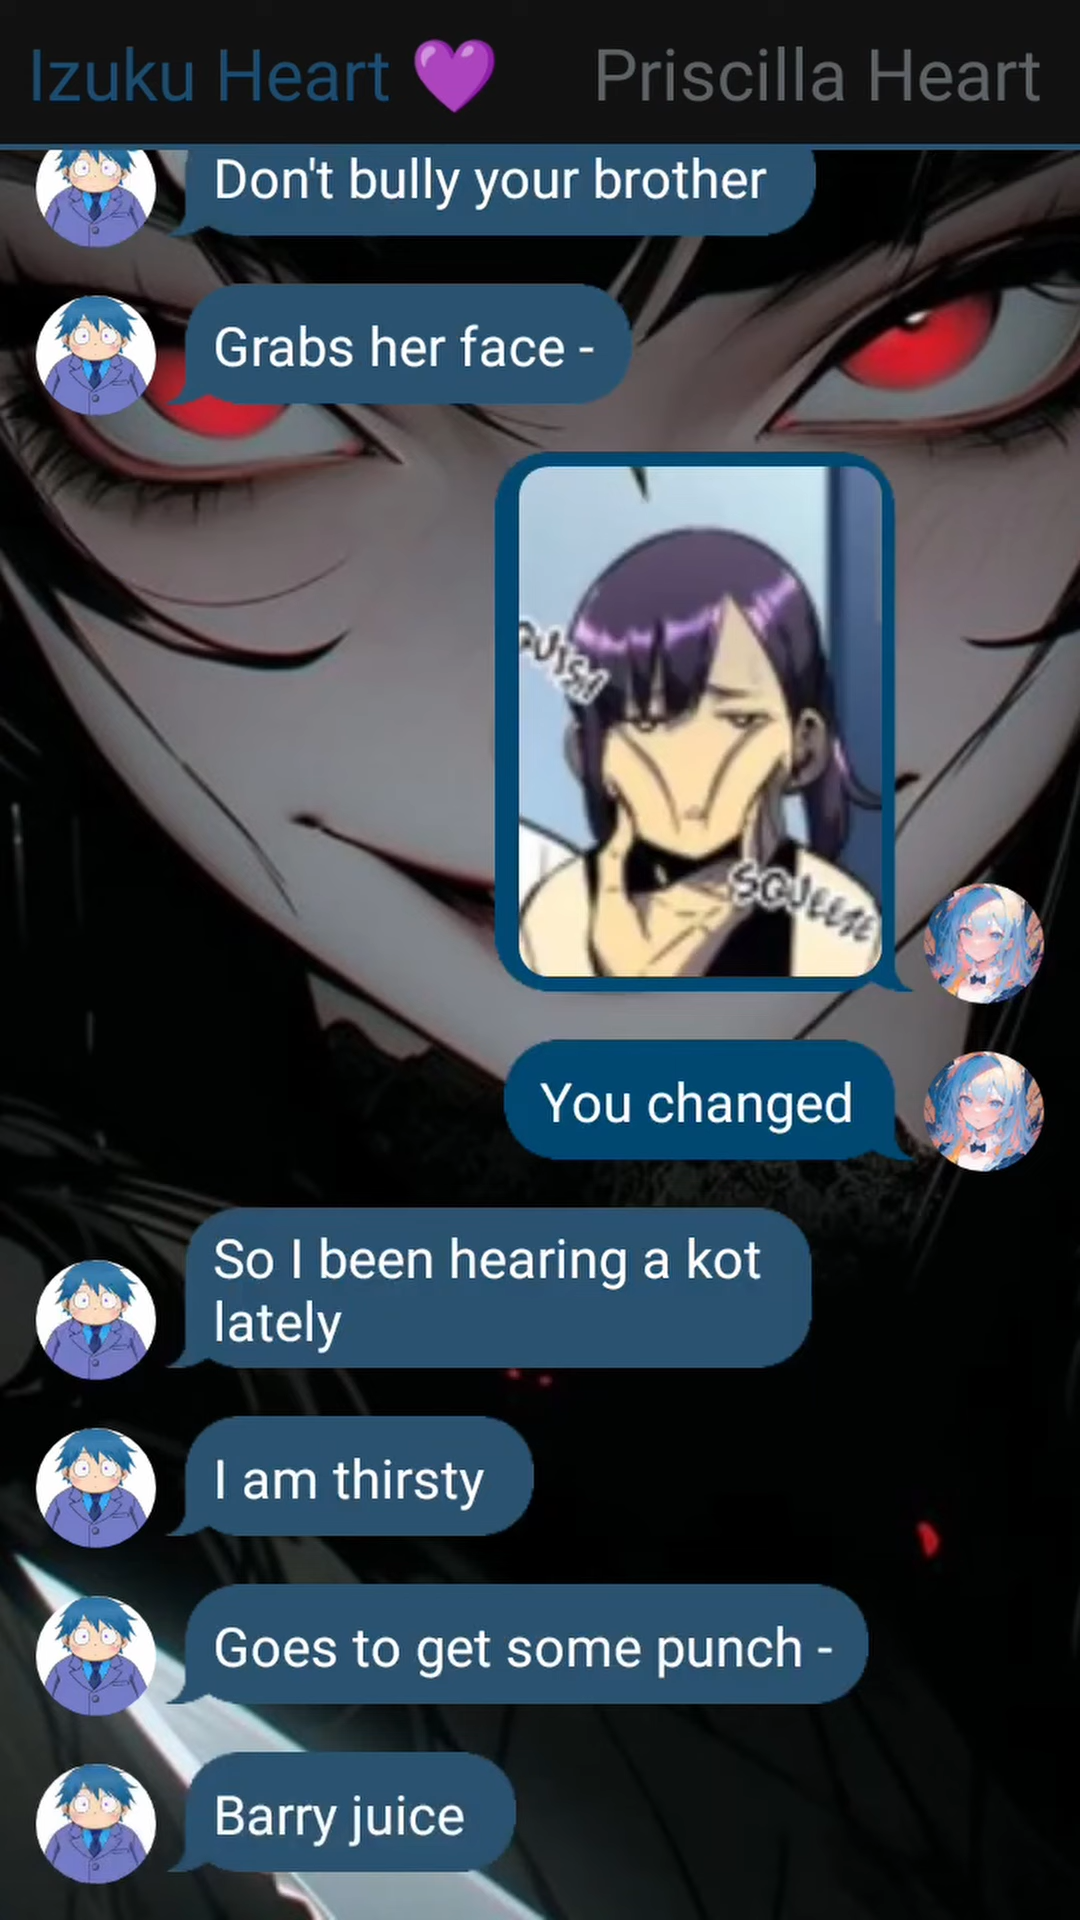 Izuku Heart 💜 Priscilla Heart
Don't bully your brother
Grabs her face -
SQUEEZE
You changed
So I been hearing a kot
lately
I am thirsty
Goes to get some punch -
Barry juice